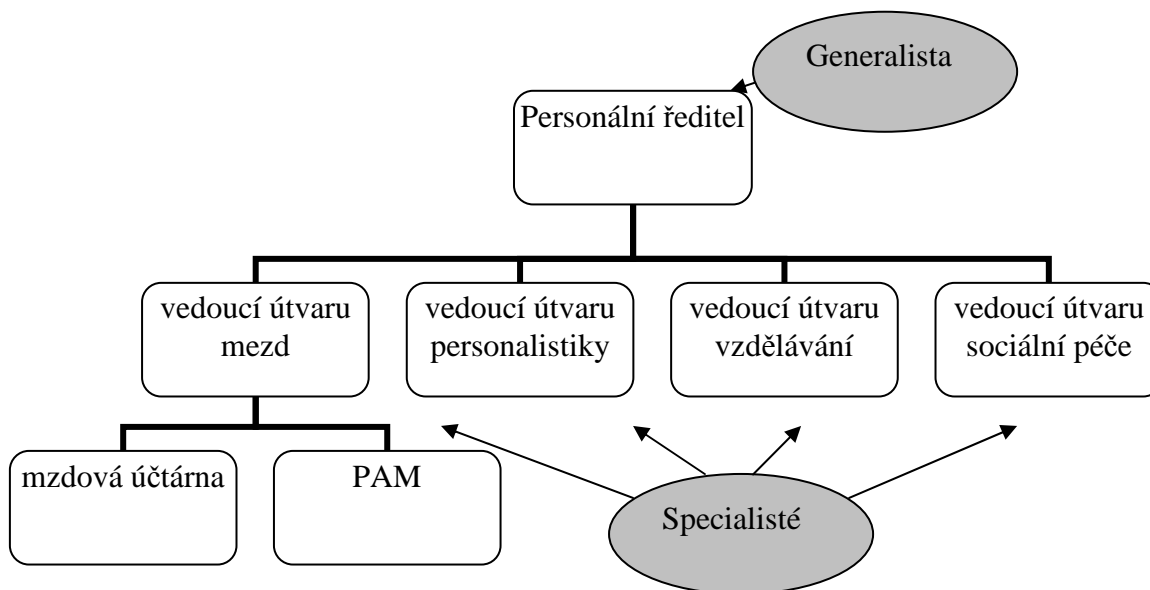 Generalista
Personální ředitel
vedoucí útvaru
mezd
vedoucí útvaru
personalistiky
vedoucí útvaru
vzdělávání
vedoucí útvaru
sociální péče
mzdová účtárna
PAM
Specialisté